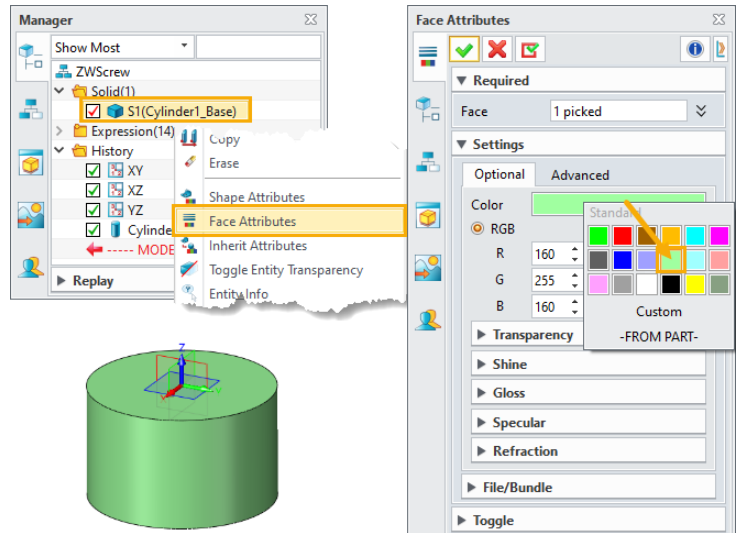 Manager
Show Most
ZWScrew
Solid(1)
S1(Cylinder1_Base)
Expression(14)
History
XY
XZ
YZ
Cylinde
----- MODE
Replay
Copy
Erase
Shape Attributes
Face Attributes
Inherit Attributes
Toggle Entity Transparency
Entity Info
Z
Y
Face Attributes
Required
Face
1 picked
Settings
Optional
Advanced
Color
RGB
R
160
G
255
B
160
Standard
Custom
-FROM PART-
Transparency
Shine
Gloss
Specular
Refraction
File/Bundle
Toggle